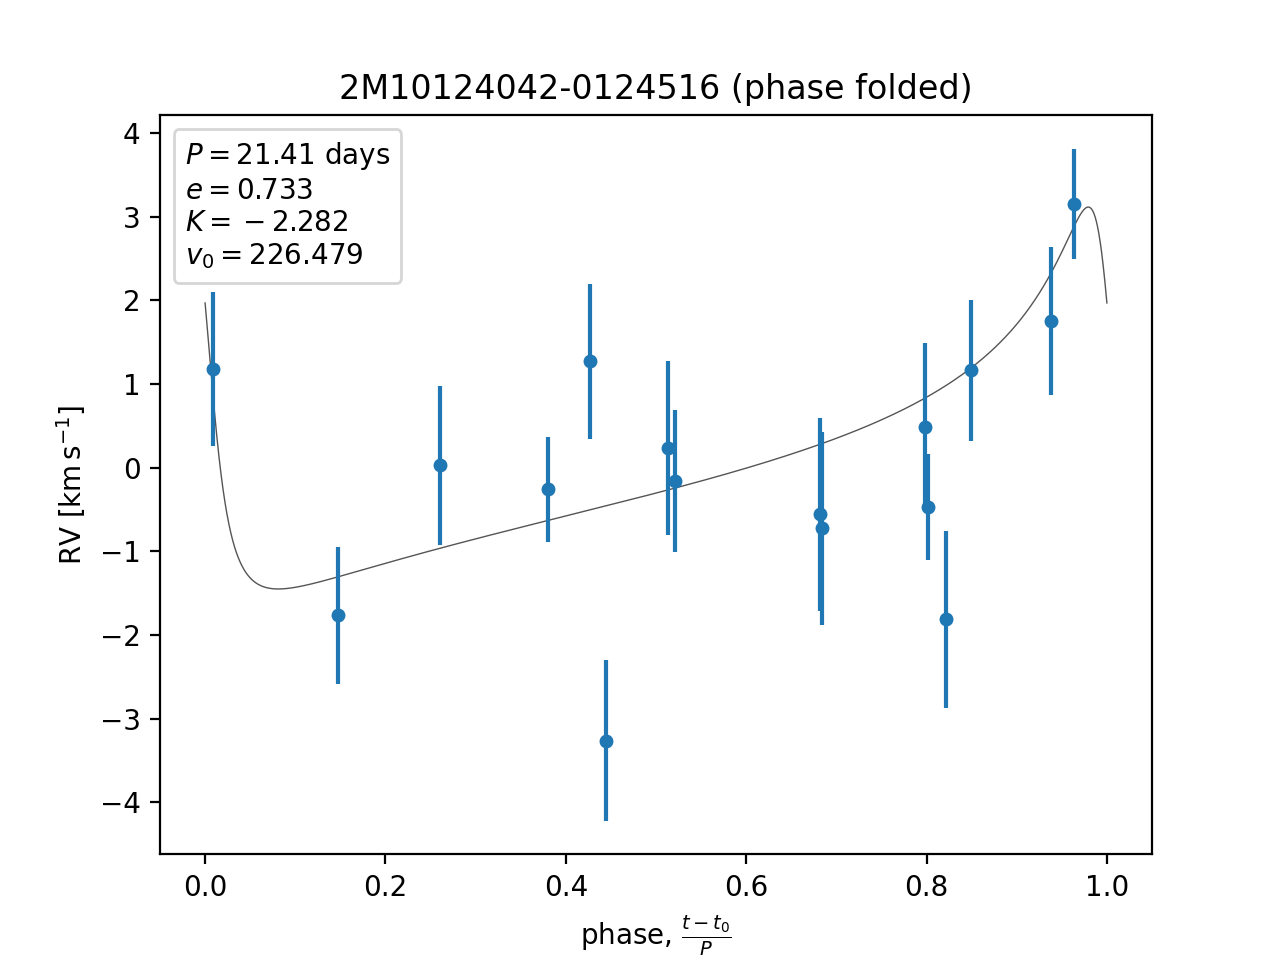 2M10124042-0124516 (phase folded)
P = 21.41 days
e = 0.733
K = −2.282
v₀ = 226.479
4
3
2
1
0
−1
−2
−3
−4
RV [km s⁻¹]
0.0 0.2 0.4 0.6 0.8 1.0
phase, (t − t₀)/P